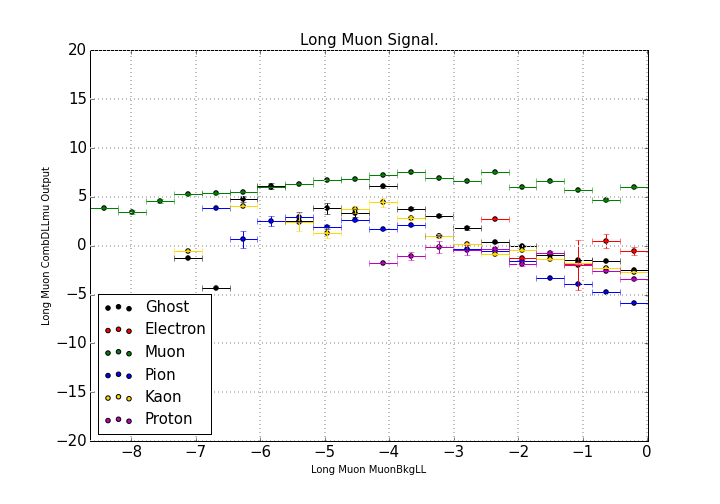 Long Muon Signal.
20
15
10
5
0
−5
−10
−15
−20
Long Muon CombDLLmu Output
Ghost
Electron
Muon
Pion
Kaon
Proton
−8 −7 −6 −5 −4 −3 −2 −1 0
Long Muon MuonBkgLL